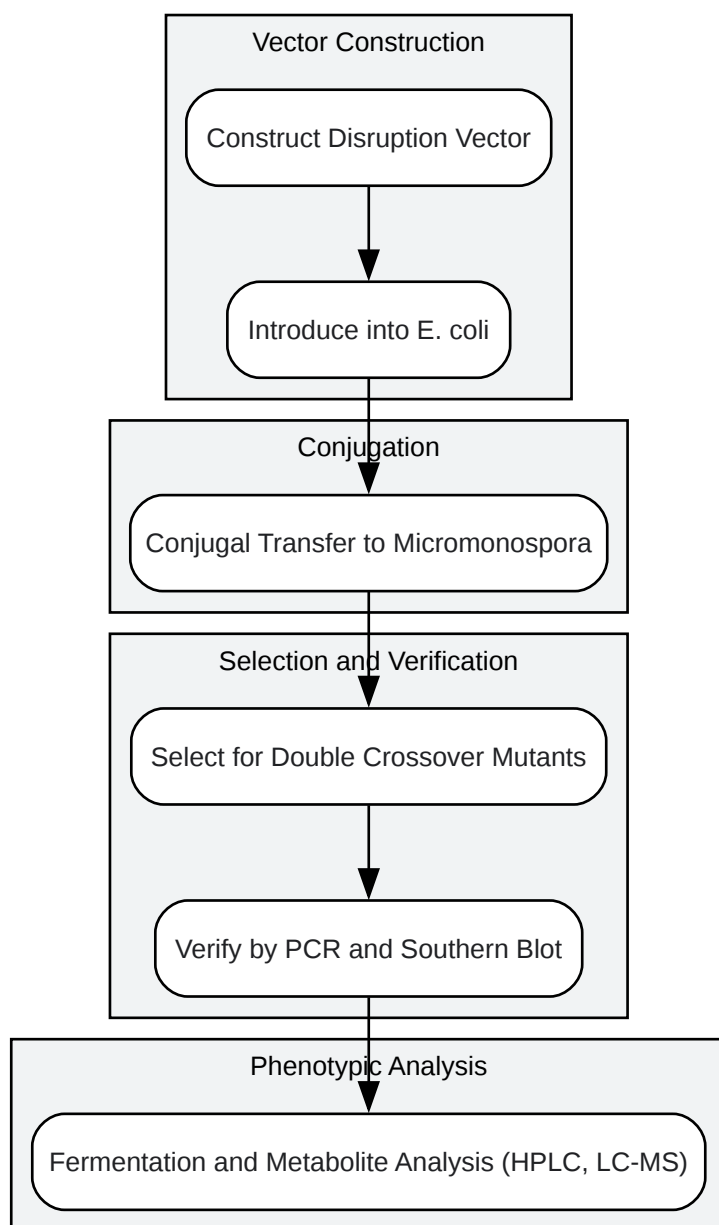 Vector Construction
Construct Disruption Vector
Introduce into E. coli
Conjugation
Conjugal Transfer to Micromonospora
Selection and Verification
Select for Double Crossover Mutants
Verify by PCR and Southern Blot
Phenotypic Analysis
Fermentation and Metabolite Analysis (HPLC, LC-MS)